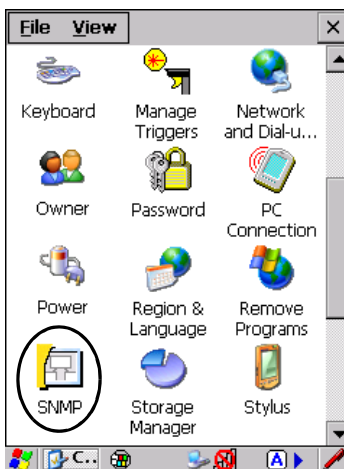 File View
Keyboard
Manage
Triggers
Network
and Dial-u...
Owner
Password
PC
Connection
Power
Region &
Language
Remove
Programs
SNMP
Storage
Manager
Stylus
C..
A